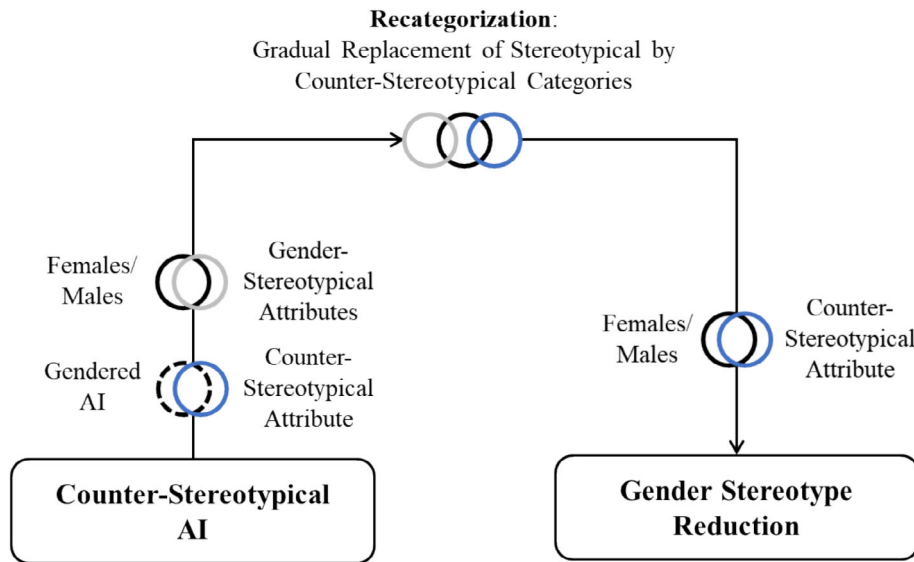 Recategorization:
Gradual Replacement of Stereotypical by
Counter-Stereotypical Categories
Females/
Males
Gender-
Stereotypical
Attributes
Gendered
AI
Counter-
Stereotypical
Attribute
Females/
Males
Counter-
Stereotypical
Attribute
Counter-Stereotypical
AI
Gender Stereotype
Reduction